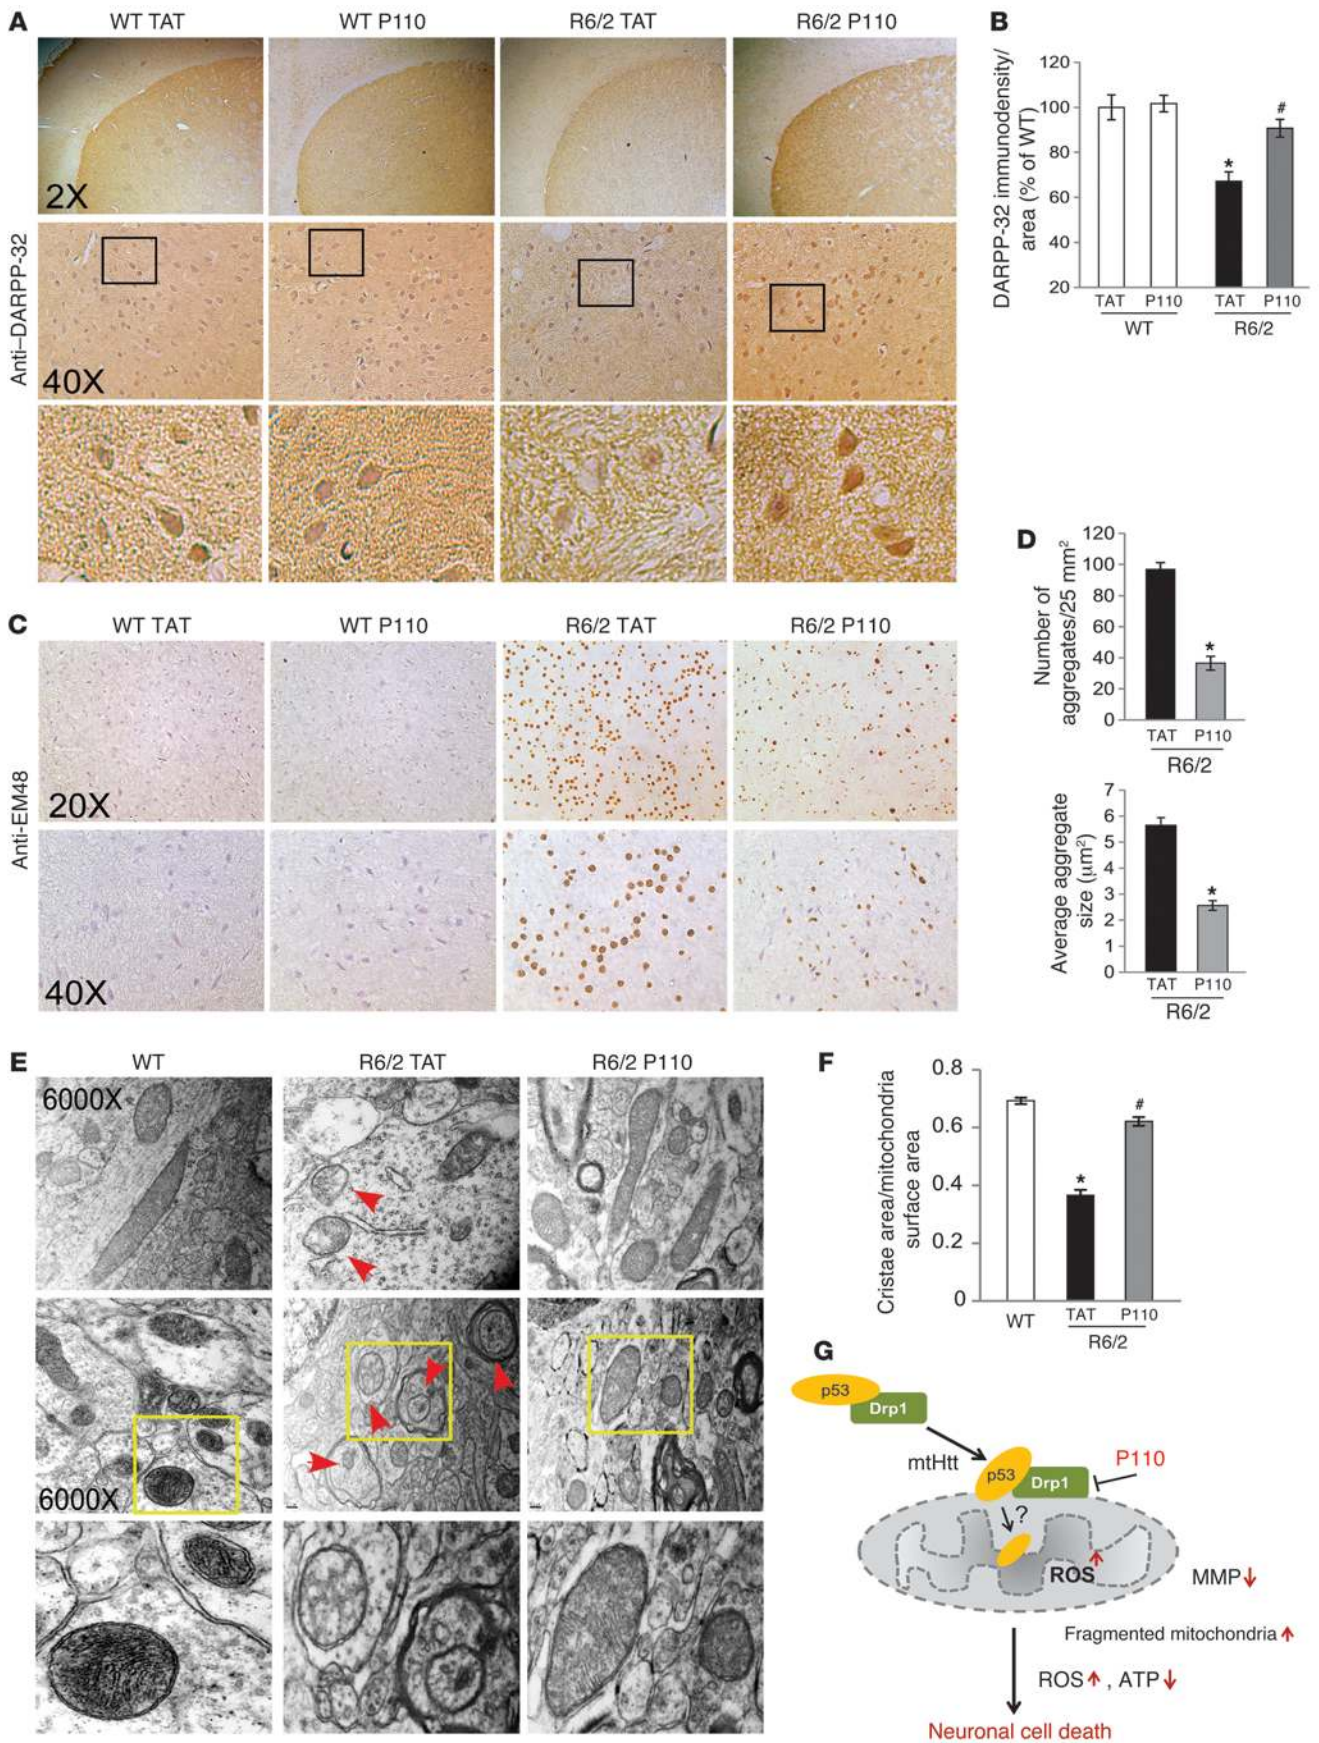 A
WT TAT
WT P110
R6/2 TAT
R6/2 P110
Anti–DARPP-32
2X
40X
B
DARPP-32 immunodensity/
area (% of WT)
120
100
80
60
40
20
*
#
TAT
P110
TAT
P110
WT
R6/2
C
WT TAT
WT P110
R6/2 TAT
R6/2 P110
Anti-EM48
20X
40X
D
Number of
aggregates/25 mm²
120
100
80
60
40
20
0
*
TAT
P110
R6/2
Average aggregate
size (μm²)
7
6
5
4
3
2
1
0
*
TAT
P110
R6/2
E
WT
R6/2 TAT
R6/2 P110
6000X
6000X
F
Cristae area/mitochondria
surface area
0.8
0.6
0.4
0.2
0
*
#
WT
TAT
P110
R6/2
G
p53
Drp1
mtHtt
p53
Drp1
P110
?
ROS
MMP
Fragmented mitochondria
ROS , ATP
Neuronal cell death